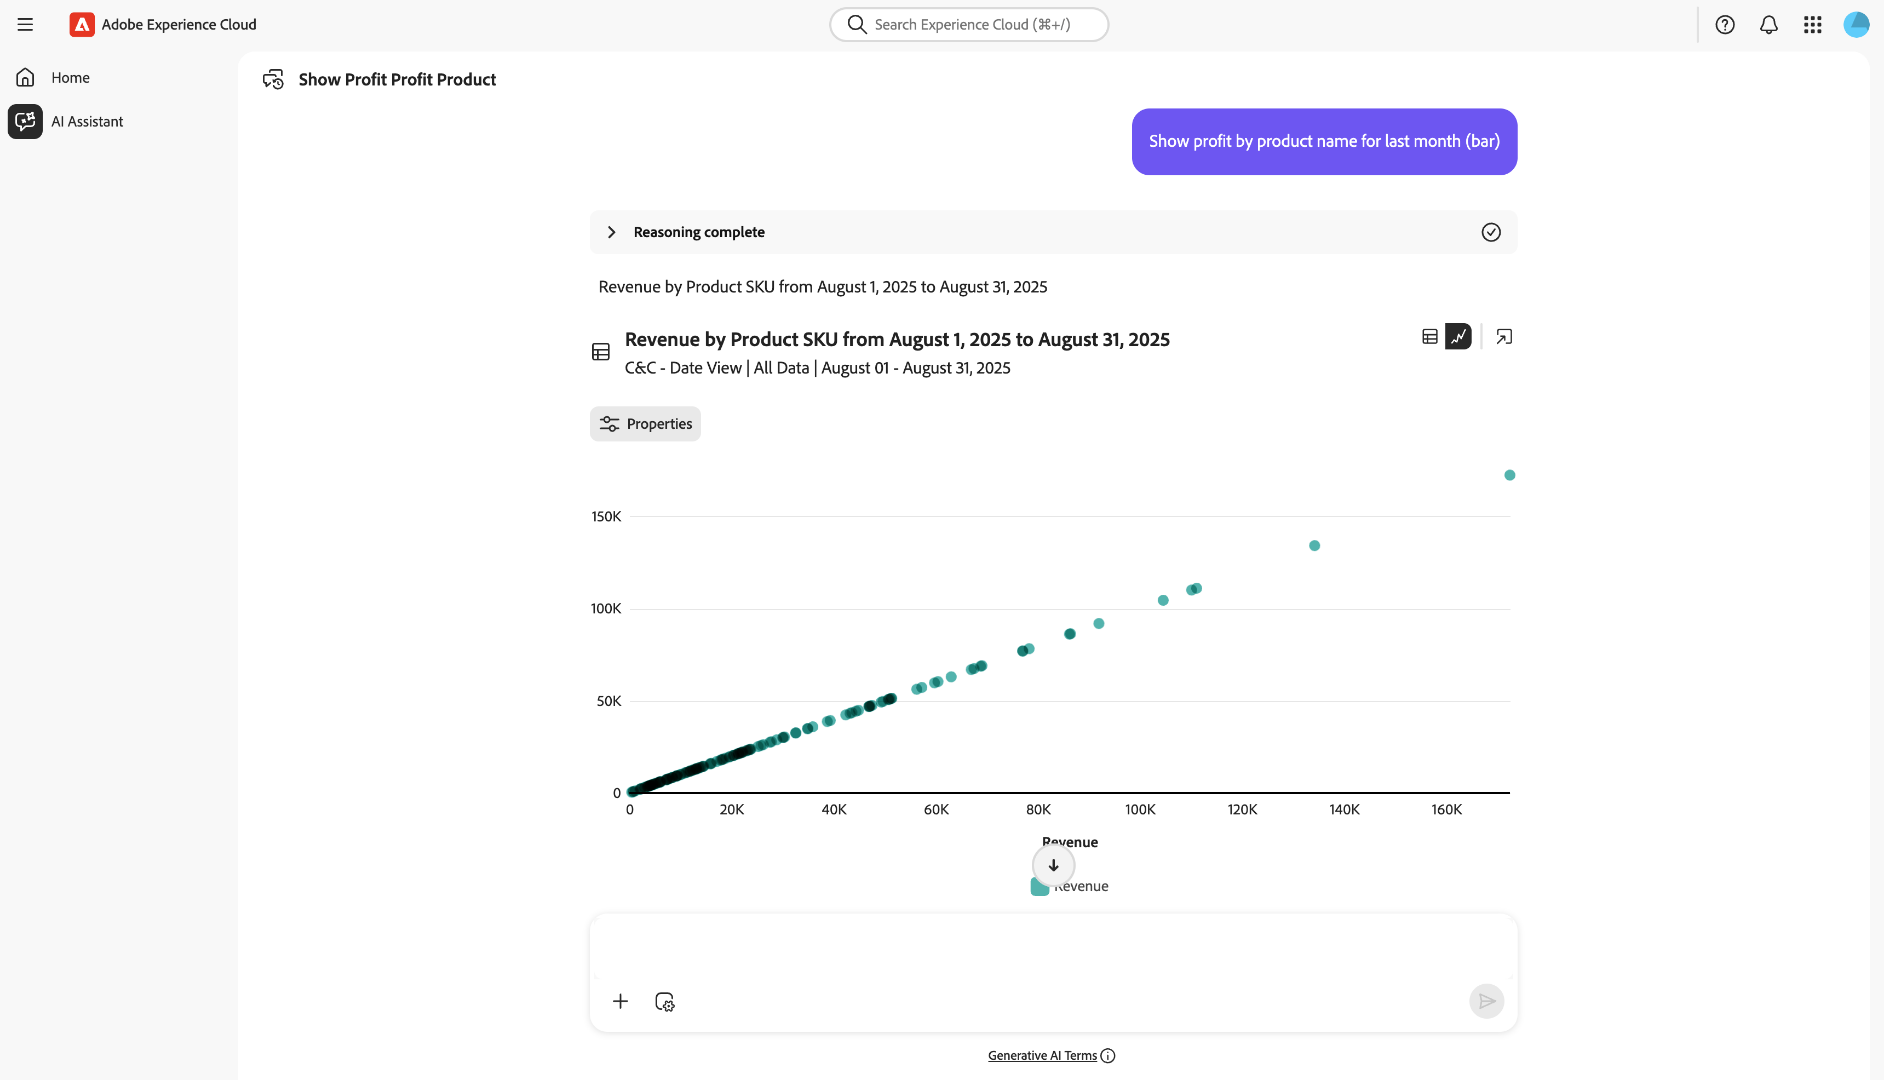 Adobe Experience Cloud
Search Experience Cloud (⌘+/)
Home
AI Assistant
Show Profit Profit Product
Show profit by product name for last month (bar)
Reasoning complete
Revenue by Product SKU from August 1, 2025 to August 31, 2025
Revenue by Product SKU from August 1, 2025 to August 31, 2025
C&C - Date View | All Data | August 01 - August 31, 2025
Properties
150K
100K
50K
0
0 20K 40K 60K 80K 100K 120K 140K 160K
Revenue
Revenue
Generative AI Terms